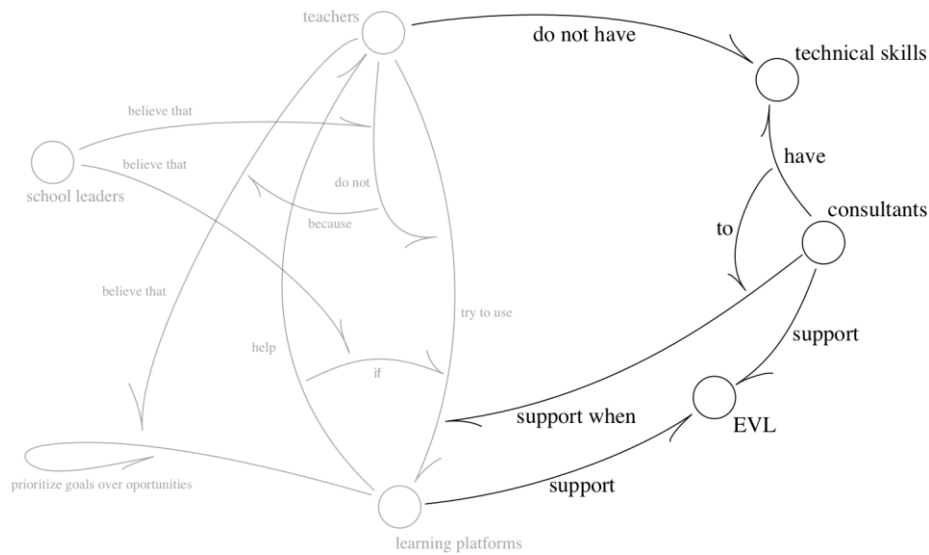 teachers
do not have
technical skills
believe that
believe that
have
school leaders
do not
because
consultants
to
believe that
try to use
support
help
if
support when
EVL
prioritize goals over oportunities
support
learning platforms